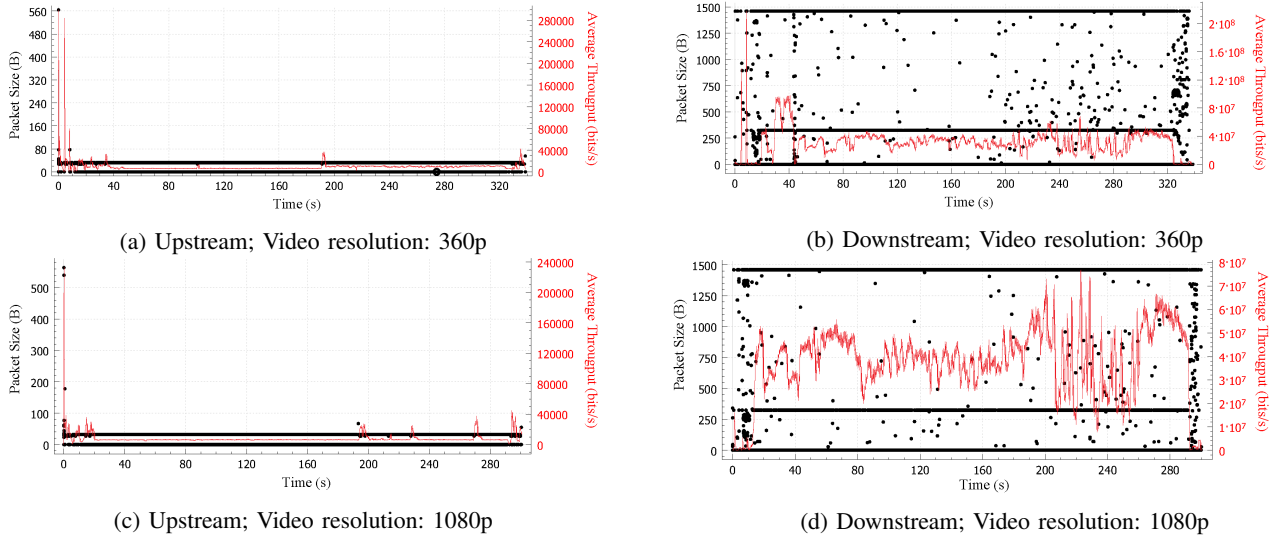 560
480
400
320
240
160
80
0
Packet Size (B)
280000
240000
200000
160000
120000
80000
40000
0
Average Througput (bits/s)
0 40 80 120 160 200 240 280 320
Time (s)
(a) Upstream; Video resolution: 360p
1500
1250
1000
750
500
250
0
Packet Size (B)
2·10⁸
1.6·10⁸
1.2·10⁸
8·10⁷
4·10⁷
0
Average Througput (bits/s)
0 40 80 120 160 200 240 280 320
Time (s)
(b) Downstream; Video resolution: 360p
500
400
300
200
100
0
Packet Size (B)
240000
200000
160000
120000
80000
40000
0
Average Througput (bits/s)
0 40 80 120 160 200 240 280
Time (s)
(c) Upstream; Video resolution: 1080p
1500
1250
1000
750
500
250
0
Packet Size (B)
8·10⁷
7·10⁷
6·10⁷
5·10⁷
4·10⁷
3·10⁷
2·10⁷
1·10⁷
0
Average Througput (bits/s)
0 40 80 120 160 200 240 280
Time (s)
(d) Downstream; Video resolution: 1080p